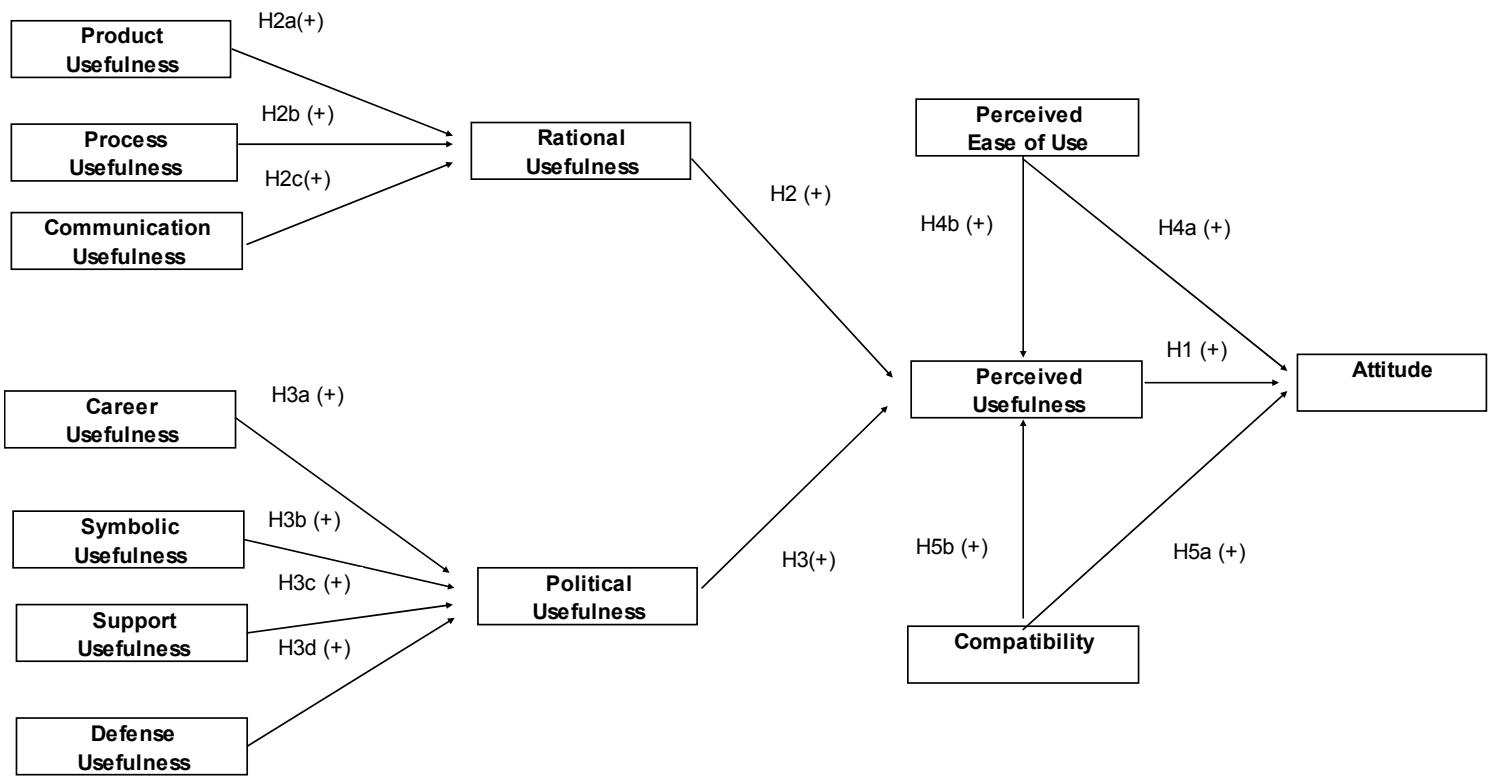 H2a(+)
Product
Usefulness
H2b (+)
Process
Usefulness
H2c(+)
Communication
Usefulness
Rational
Usefulness
H2 (+)
Perceived
Ease of Use
H4b (+)
H4a (+)
H1 (+)
Perceived
Usefulness
Attitude
H3a (+)
Career
Usefulness
H3b (+)
Symbolic
Usefulness
H3c (+)
Support
Usefulness
H3d (+)
Defense
Usefulness
Political
Usefulness
H3(+)
H5b (+)
H5a (+)
Compatibility